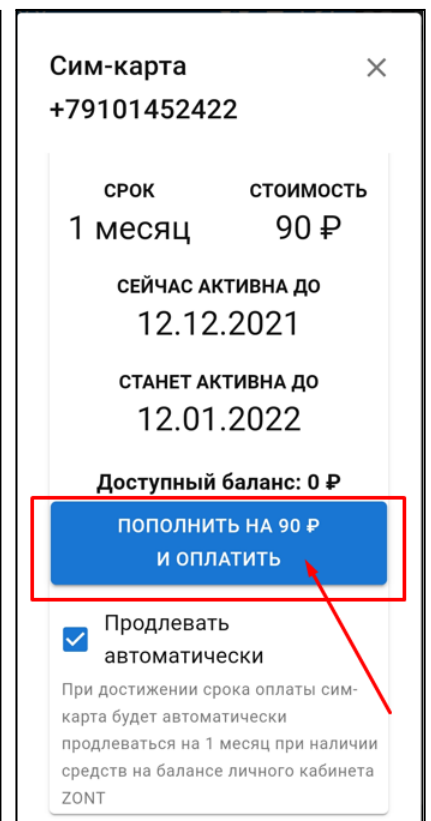 Сим-карта
+79101452422
СРОК СТОИМОСТЬ
1 месяц 90 ₽
СЕЙЧАС АКТИВНА ДО
12.12.2021
СТАНЕТ АКТИВНА ДО
12.01.2022
Доступный баланс: 0 ₽
ПОПОЛНИТЬ НА 90 ₽
И ОПЛАТИТЬ
Продлевать
автоматически
При достижении срока оплаты сим-
карта будет автоматически
продлеваться на 1 месяц при наличии
средств на балансе личного кабинета
ZONT